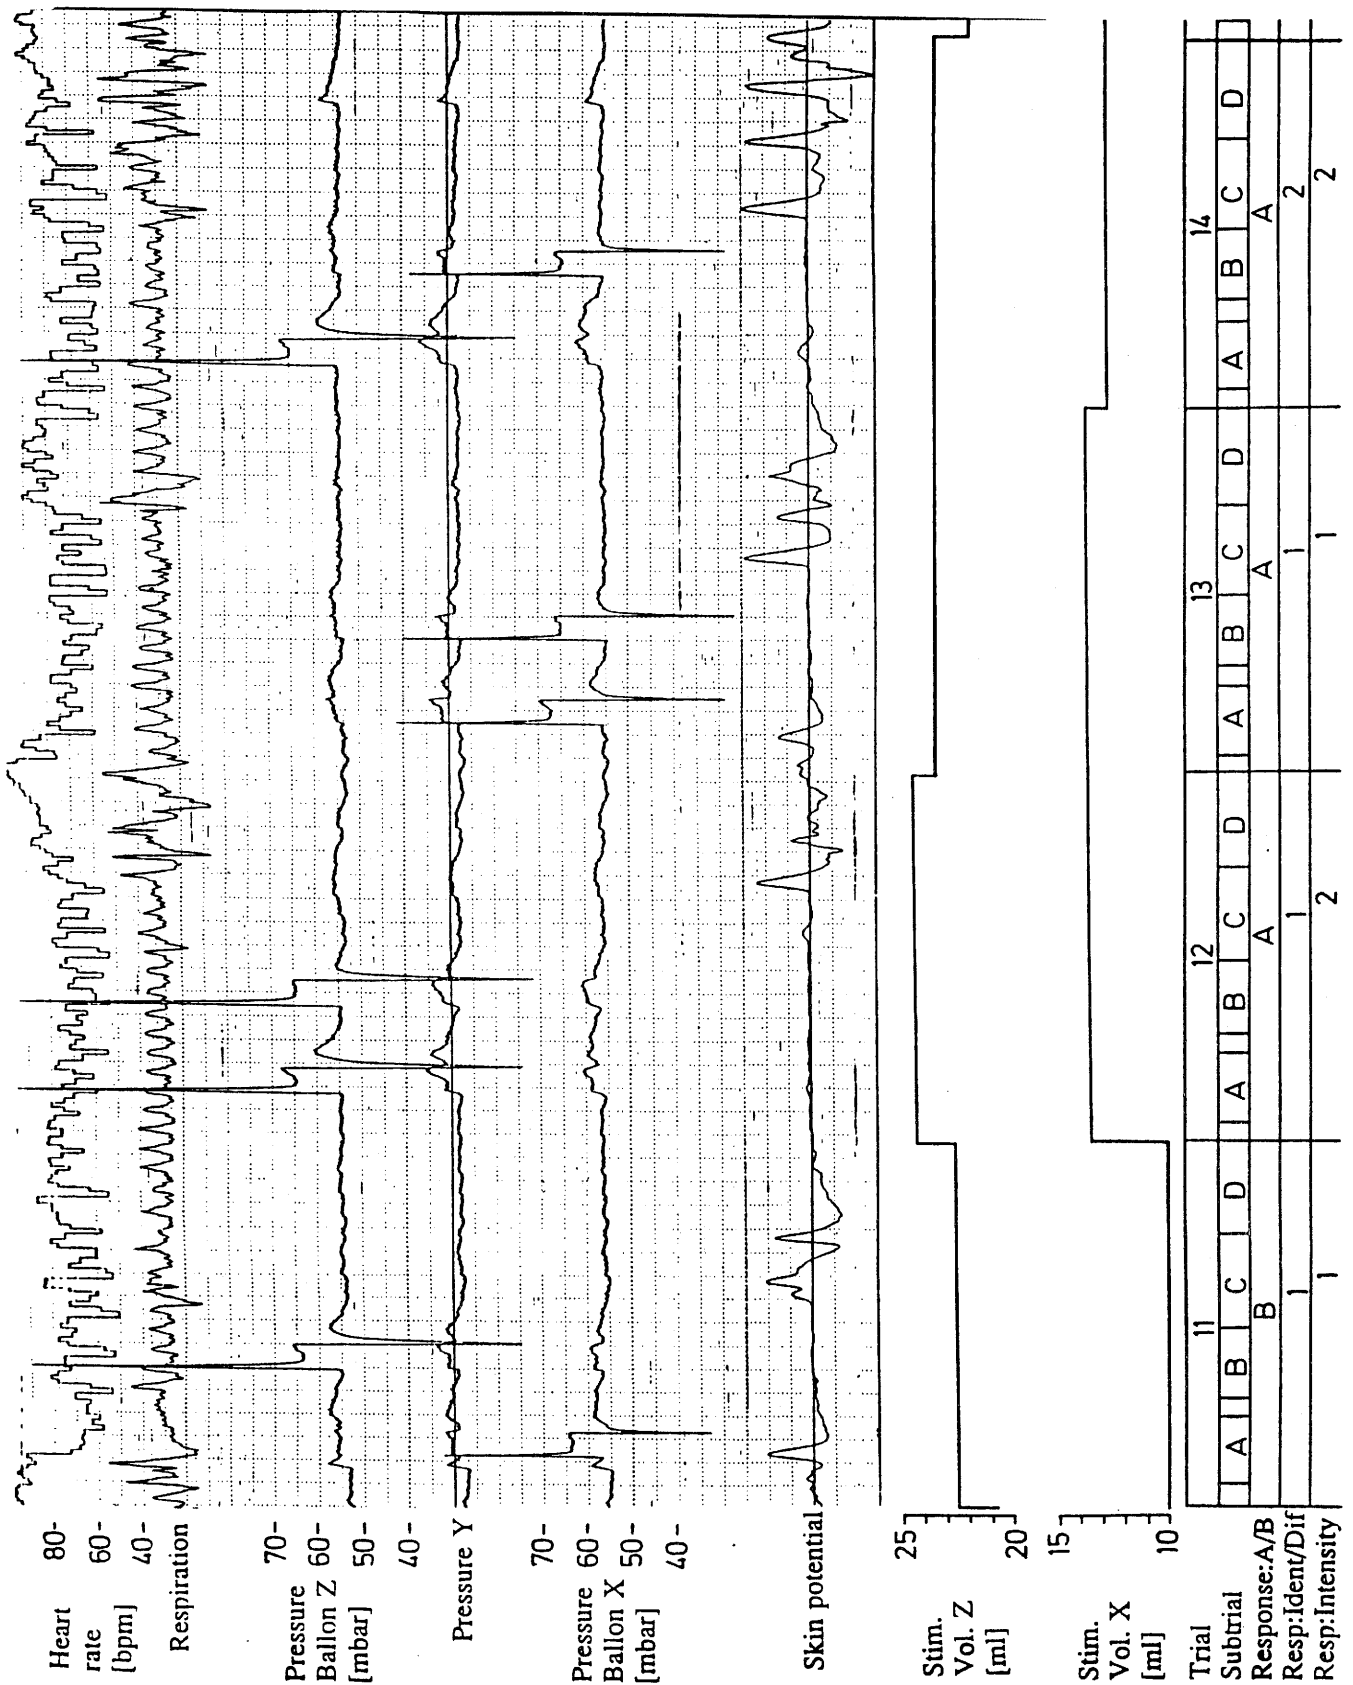 Heart
rate
[bpm]
80-
60-
40-
Respiration
Pressure
Ballon Z
[mbar]
70-
60-
50-
40-
Pressure Y
Pressure
Ballon X
[mbar]
70-
60-
50-
40-
Skin potential
Stim.
Vol. Z
[ml]
25
20
Stim.
Vol. X
[ml]
15
10
Trial 11 12 13 14
Subtrial A B C D A B C D A B C D A B C D
Response:A/B B A A A
Resp:Ident/Dif 1 1 1 2
Resp:Intensity 1 2 1 2